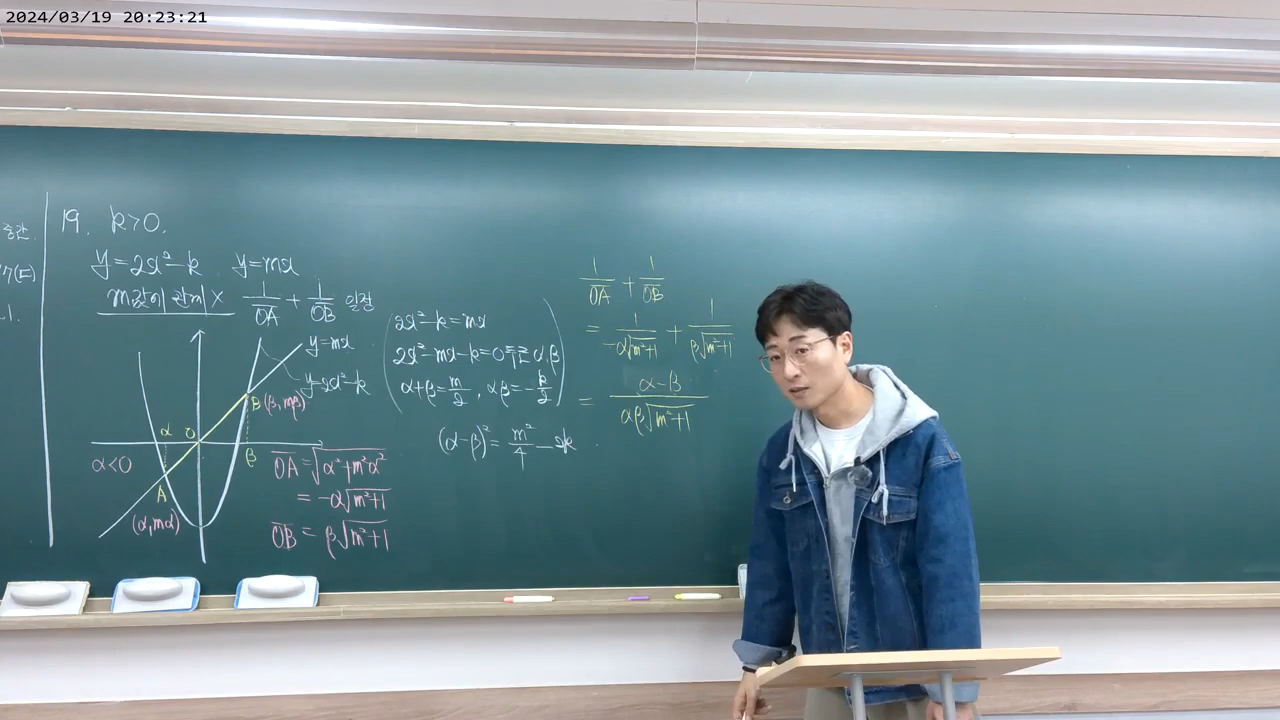 2024/03/19 20:23:21
중간.
19. k>0.
y=2x²-k y=mx
m값에 관계X 1/OA + 1/OB 일정
y=mx
y=2x²-k
B(β, mβ)
α O
β
α<0
A
(α, mα)
OA = √(α²+m²α²)
= -α√(m²+1)
OB = β√(m²+1)
2x²-k=mx
2x²-mx-k=0 두근 α, β
α+β=m/2, αβ=-k/2
(α-β)² = m²/4 - 2k
1/OA + 1/OB
= 1/(-α√(m²+1)) + 1/(β√(m²+1))
= (α-β)/(αβ√(m²+1))